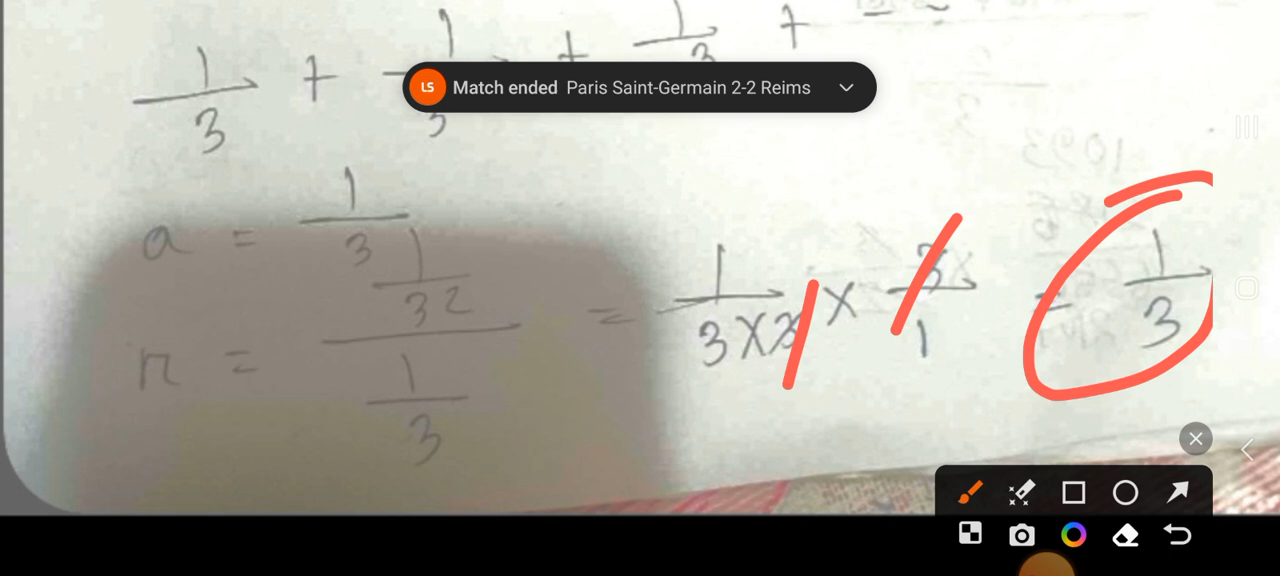 1/3 + 1/3 + 1/3 +
LS Match ended Paris Saint-Germain 2-2 Reims
a = 1/3
r = (1/3²)/(1/3) = 1/(3×3) × 3/1 = 1/3